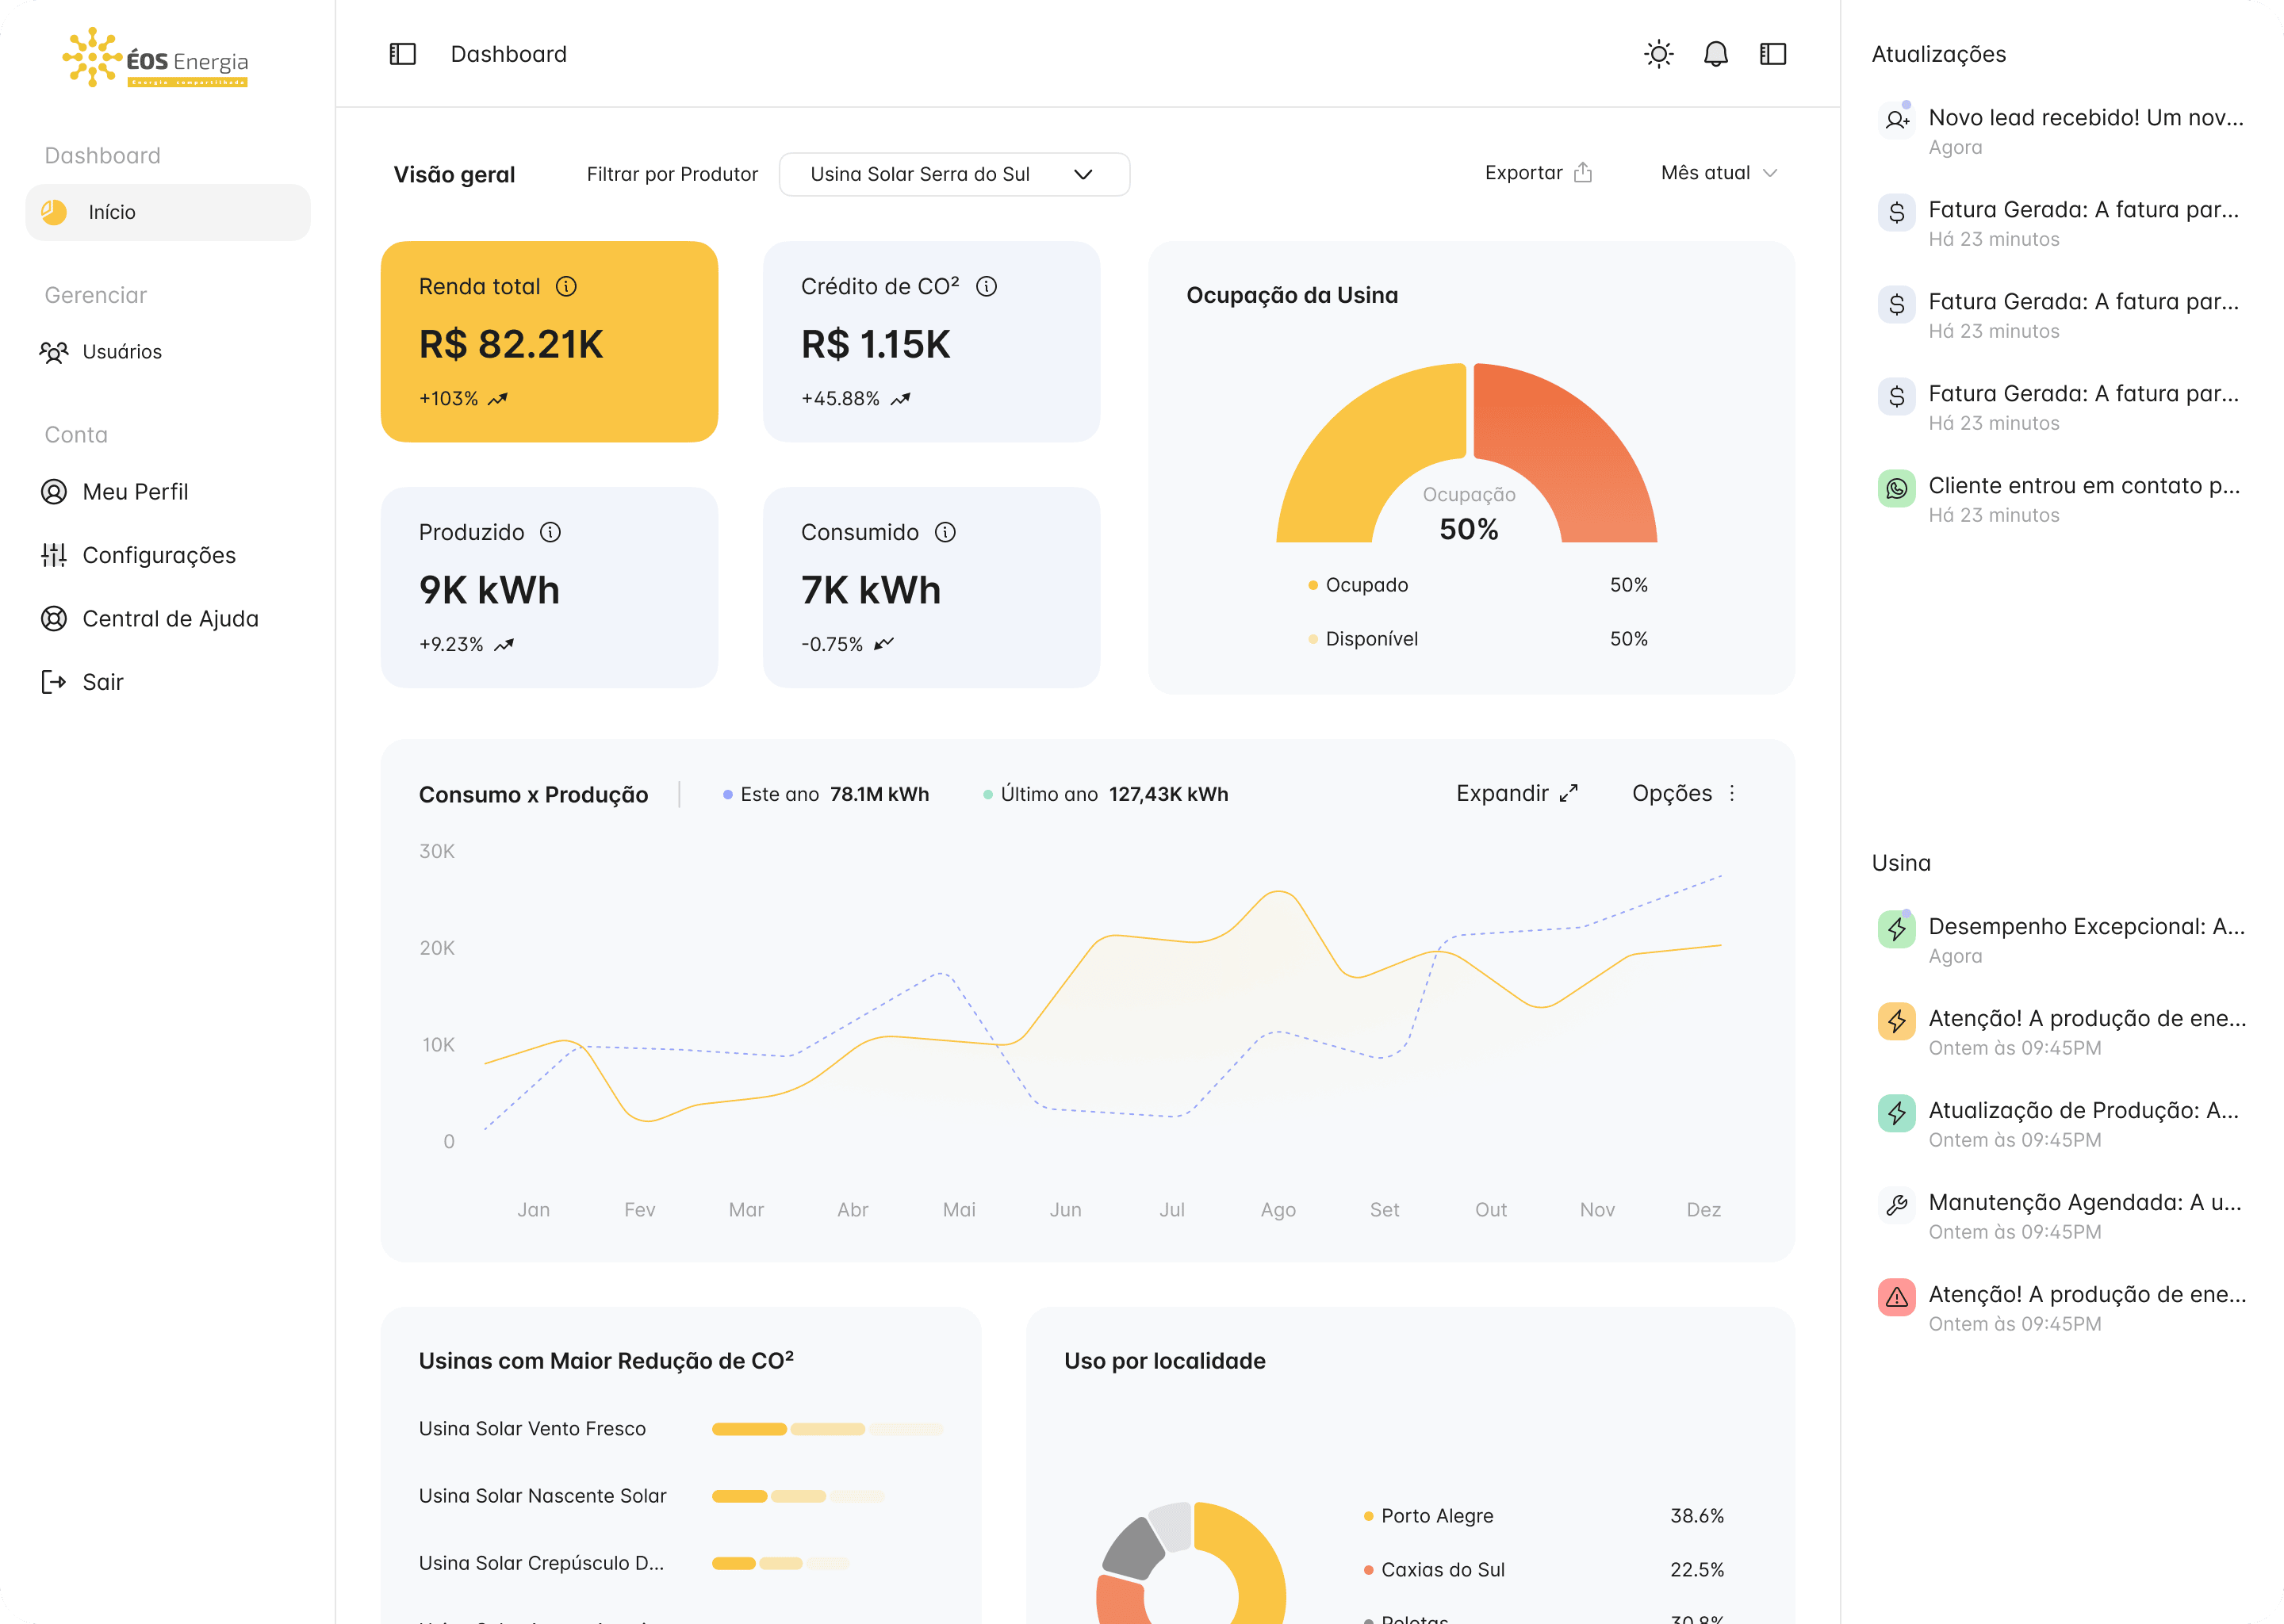 ÉOS Energia
Energia compartilhada
Dashboard
Início
Gerenciar
Usuários
Conta
Meu Perfil
Configurações
Central de Ajuda
Sair
Dashboard
Visão geral
Filtrar por Produtor
Usina Solar Serra do Sul
Exportar
Mês atual
Renda total
R$ 82.21K
+103%
Crédito de CO²
R$ 1.15K
+45.88%
Produzido
9K kWh
+9.23%
Consumido
7K kWh
-0.75%
Ocupação da Usina
Ocupação
50%
Ocupado 50%
Disponível 50%
Consumo x Produção
Este ano 78.1M kWh
Último ano 127,43K kWh
Expandir
Opções
30K
20K
10K
0
Jan Fev Mar Abr Mai Jun Jul Ago Set Out Nov Dez
Usinas com Maior Redução de CO²
Usina Solar Vento Fresco
Usina Solar Nascente Solar
Usina Solar Crepúsculo D...
Uso por localidade
Porto Alegre 38.6%
Caxias do Sul 22.5%
Pelotas 30.8%
Atualizações
Novo lead recebido! Um nov...
Agora
Fatura Gerada: A fatura par...
Há 23 minutos
Fatura Gerada: A fatura par...
Há 23 minutos
Fatura Gerada: A fatura par...
Há 23 minutos
Cliente entrou em contato p...
Há 23 minutos
Usina
Desempenho Excepcional: A...
Agora
Atenção! A produção de ene...
Ontem às 09:45PM
Atualização de Produção: A...
Ontem às 09:45PM
Manutenção Agendada: A u...
Ontem às 09:45PM
Atenção! A produção de ene...
Ontem às 09:45PM